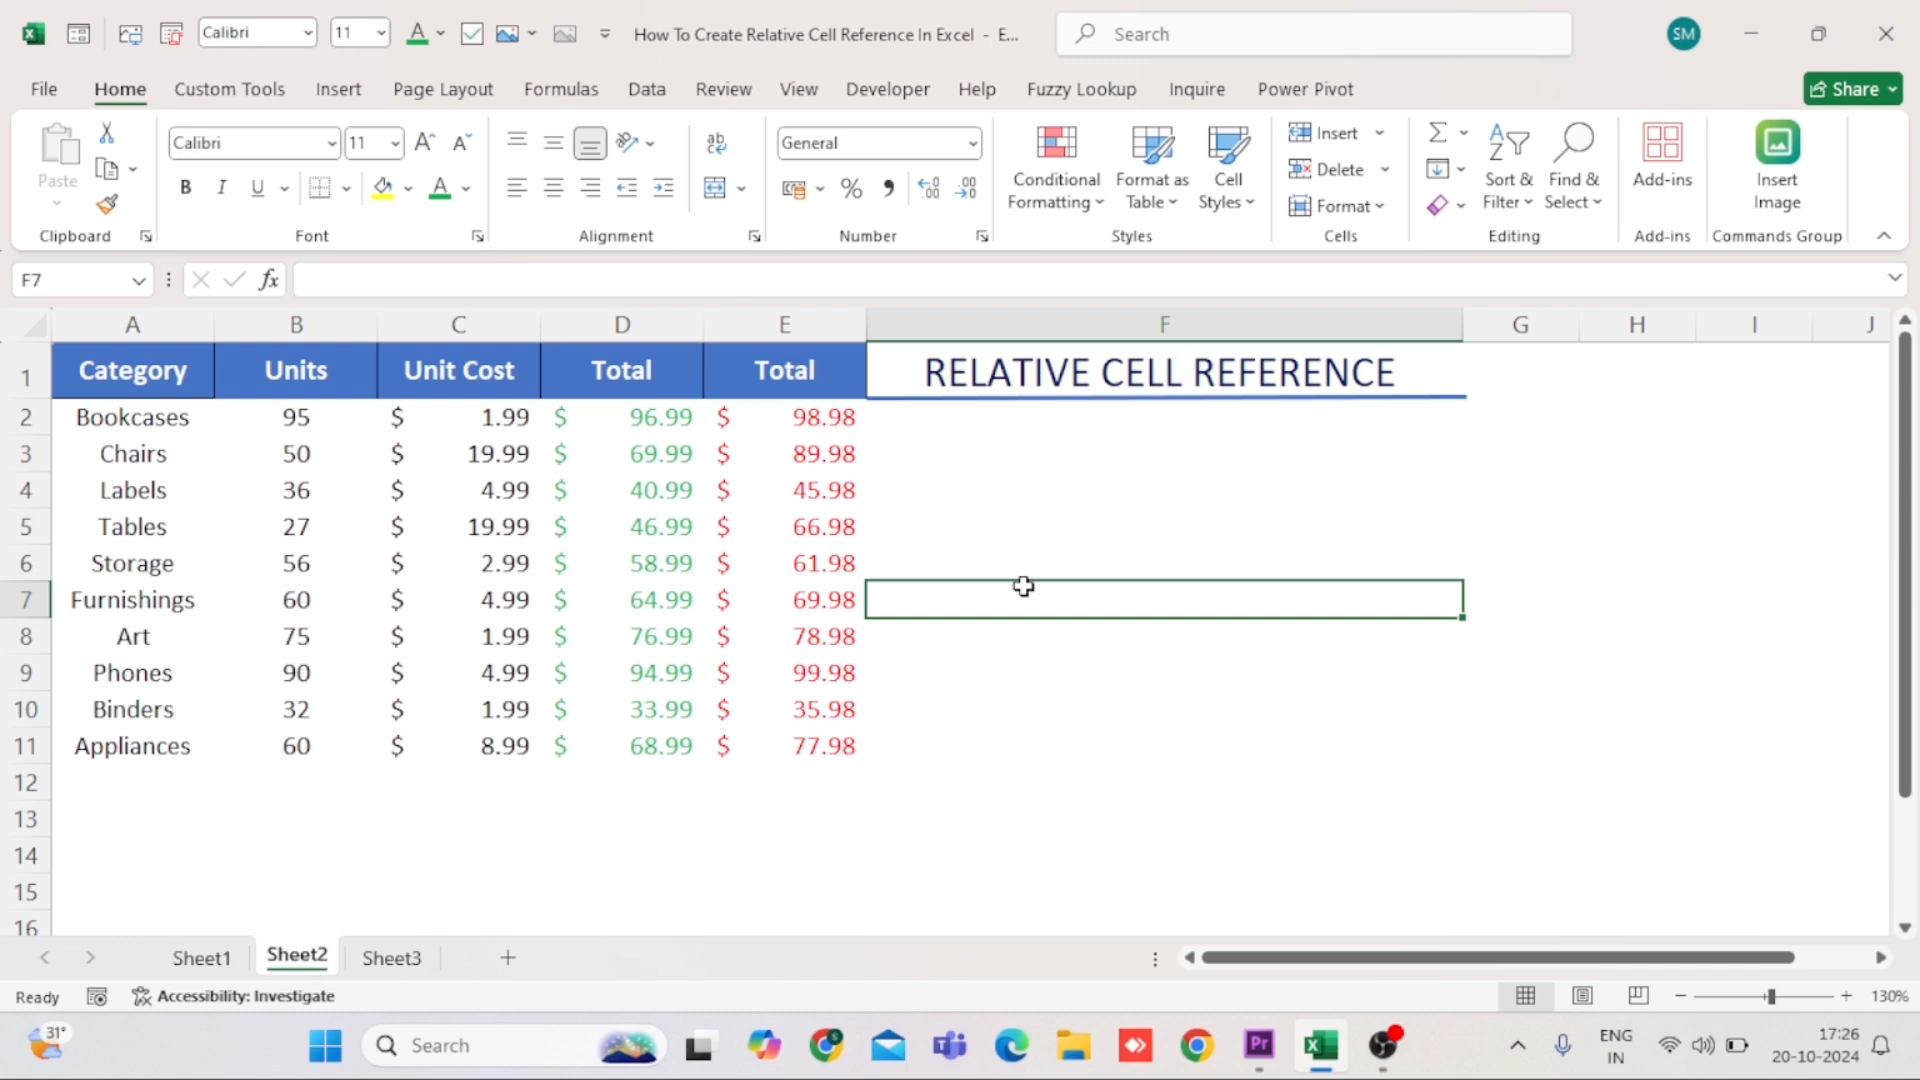 Calibri 11 A How To Create Relative Cell Reference In Excel - E... Search SM
File Home Custom Tools Insert Page Layout Formulas Data Review View Developer Help Fuzzy Lookup Inquire Power Pivot Share
Paste
Clipboard
Calibri 11 A^ A˅
B I U A
Font
ab
Alignment
General
% ,
Number
Conditional Formatting
Format as Table
Cell Styles
Styles
Insert
Delete
Format
Cells
Σ
Sort & Filter
Find & Select
Editing
Add-ins
Add-ins
Insert Image
Commands Group
F7 fx
A B C D E F G H I J
1 Category Units Unit Cost Total Total RELATIVE CELL REFERENCE
2 Bookcases 95 $ 1.99 $ 96.99 $ 98.98
3 Chairs 50 $ 19.99 $ 69.99 $ 89.98
4 Labels 36 $ 4.99 $ 40.99 $ 45.98
5 Tables 27 $ 19.99 $ 46.99 $ 66.98
6 Storage 56 $ 2.99 $ 58.99 $ 61.98
7 Furnishings 60 $ 4.99 $ 64.99 $ 69.98
8 Art 75 $ 1.99 $ 76.99 $ 78.98
9 Phones 90 $ 4.99 $ 94.99 $ 99.98
10 Binders 32 $ 1.99 $ 33.99 $ 35.98
11 Appliances 60 $ 8.99 $ 68.99 $ 77.98
12
13
14
15
16
Sheet1 Sheet2 Sheet3 +
Ready Accessibility: Investigate 130%
31° Search Pr ENG 17:26
IN 20-10-2024